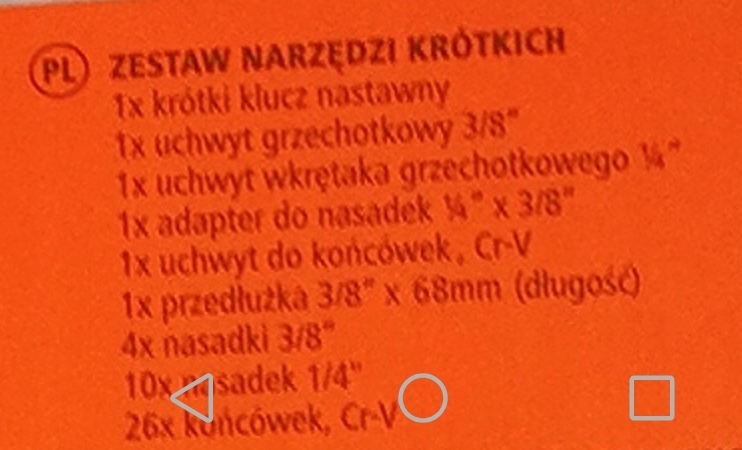 PL ZESTAW NARZĘDZI KRÓTKICH
1x krótki klucz nastawny
1x uchwyt grzechotkowy 3/8"
1x uchwyt wkrętaka grzechotkowego ¼"
1x adapter do nasadek ¼" x 3/8"
1x uchwyt do końcówek, Cr-V
1x przedłużka 3/8" x 68mm (długość)
4x nasadki 3/8"
10x nasadek 1/4"
26x końcówek, Cr-V